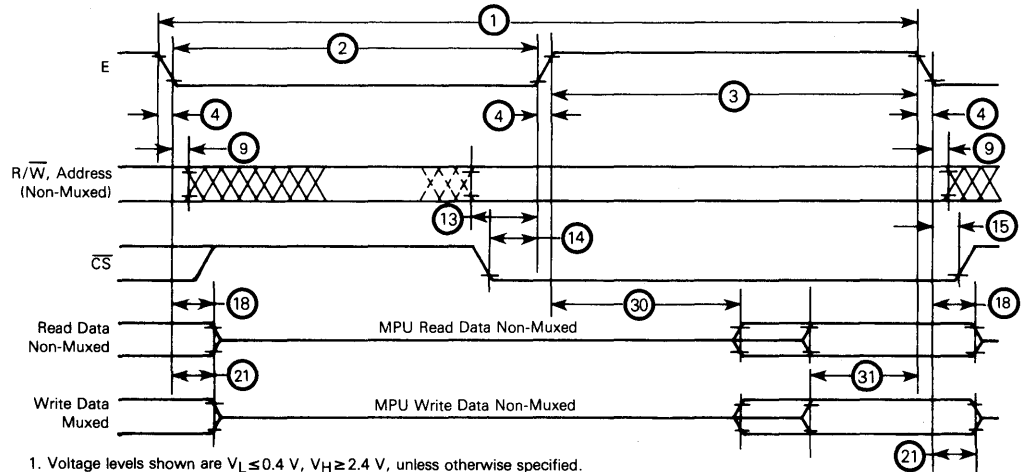 1
2
E
3
4
4
4
9
9
R/W̅, Address
(Non-Muxed)
13
14
15
C̅S̅
18
30
18
Read Data
Non-Muxed
MPU Read Data Non-Muxed
21
31
Write Data
Muxed
MPU Write Data Non-Muxed
21
1. Voltage levels shown are VL≤0.4 V, VH≥2.4 V, unless otherwise specified.